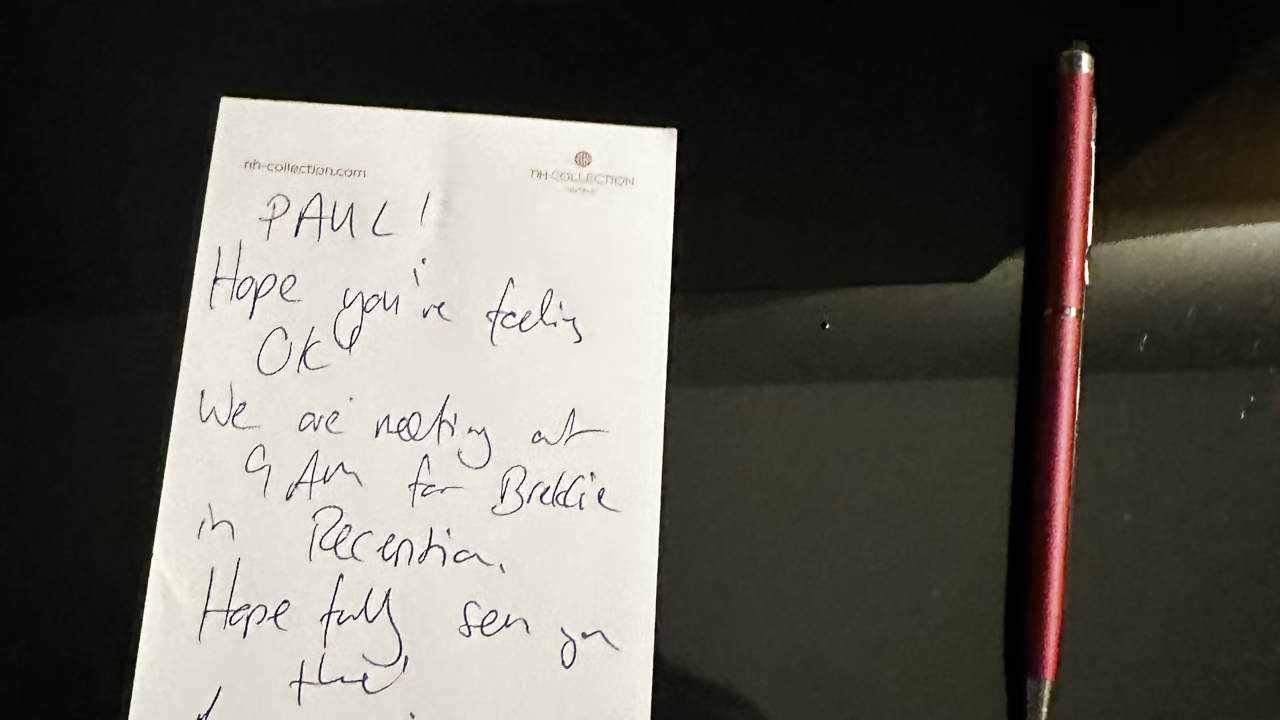 nh-collection.com
NH COLLECTION
PAUL!
Hope you're feeling
OK
We are meeting at
9 AM for Brekkie
in Reception.
Hopefully see you
there